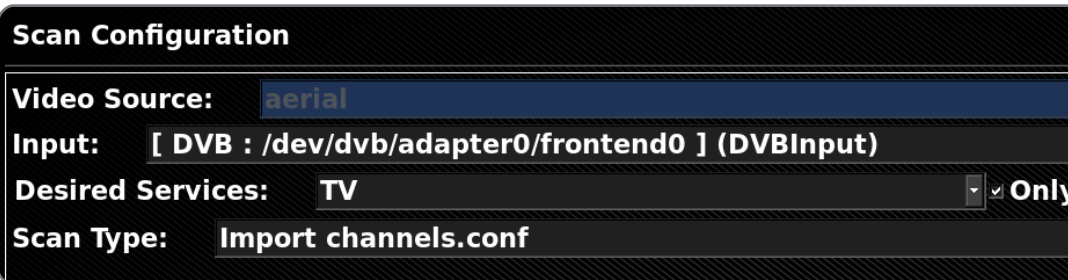 Scan Configuration
Video Source: aerial
Input: [ DVB : /dev/dvb/adapter0/frontend0 ] (DVBInput)
Desired Services: TV Only
Scan Type: Import channels.conf